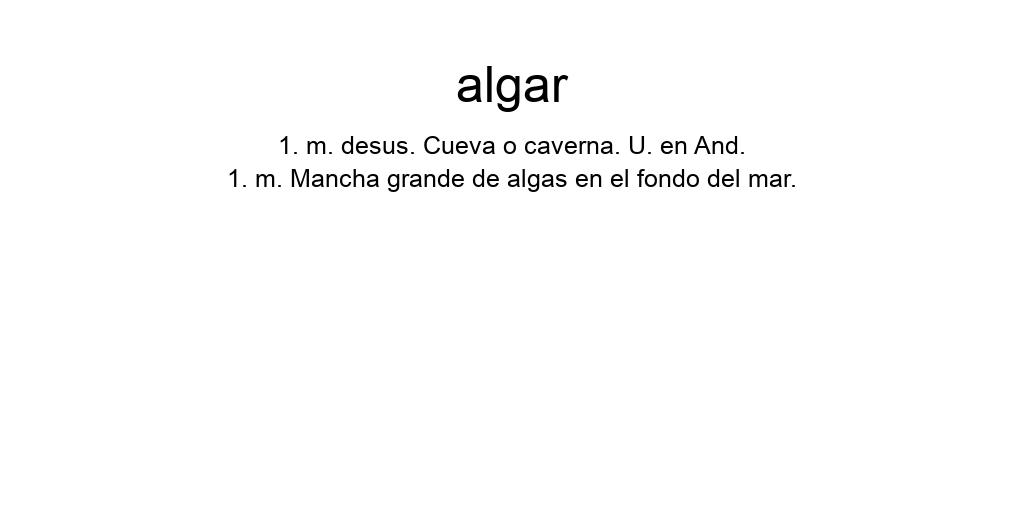 algar
1. m. desus. Cueva o caverna. U. en And.
1. m. Mancha grande de algas en el fondo del mar.